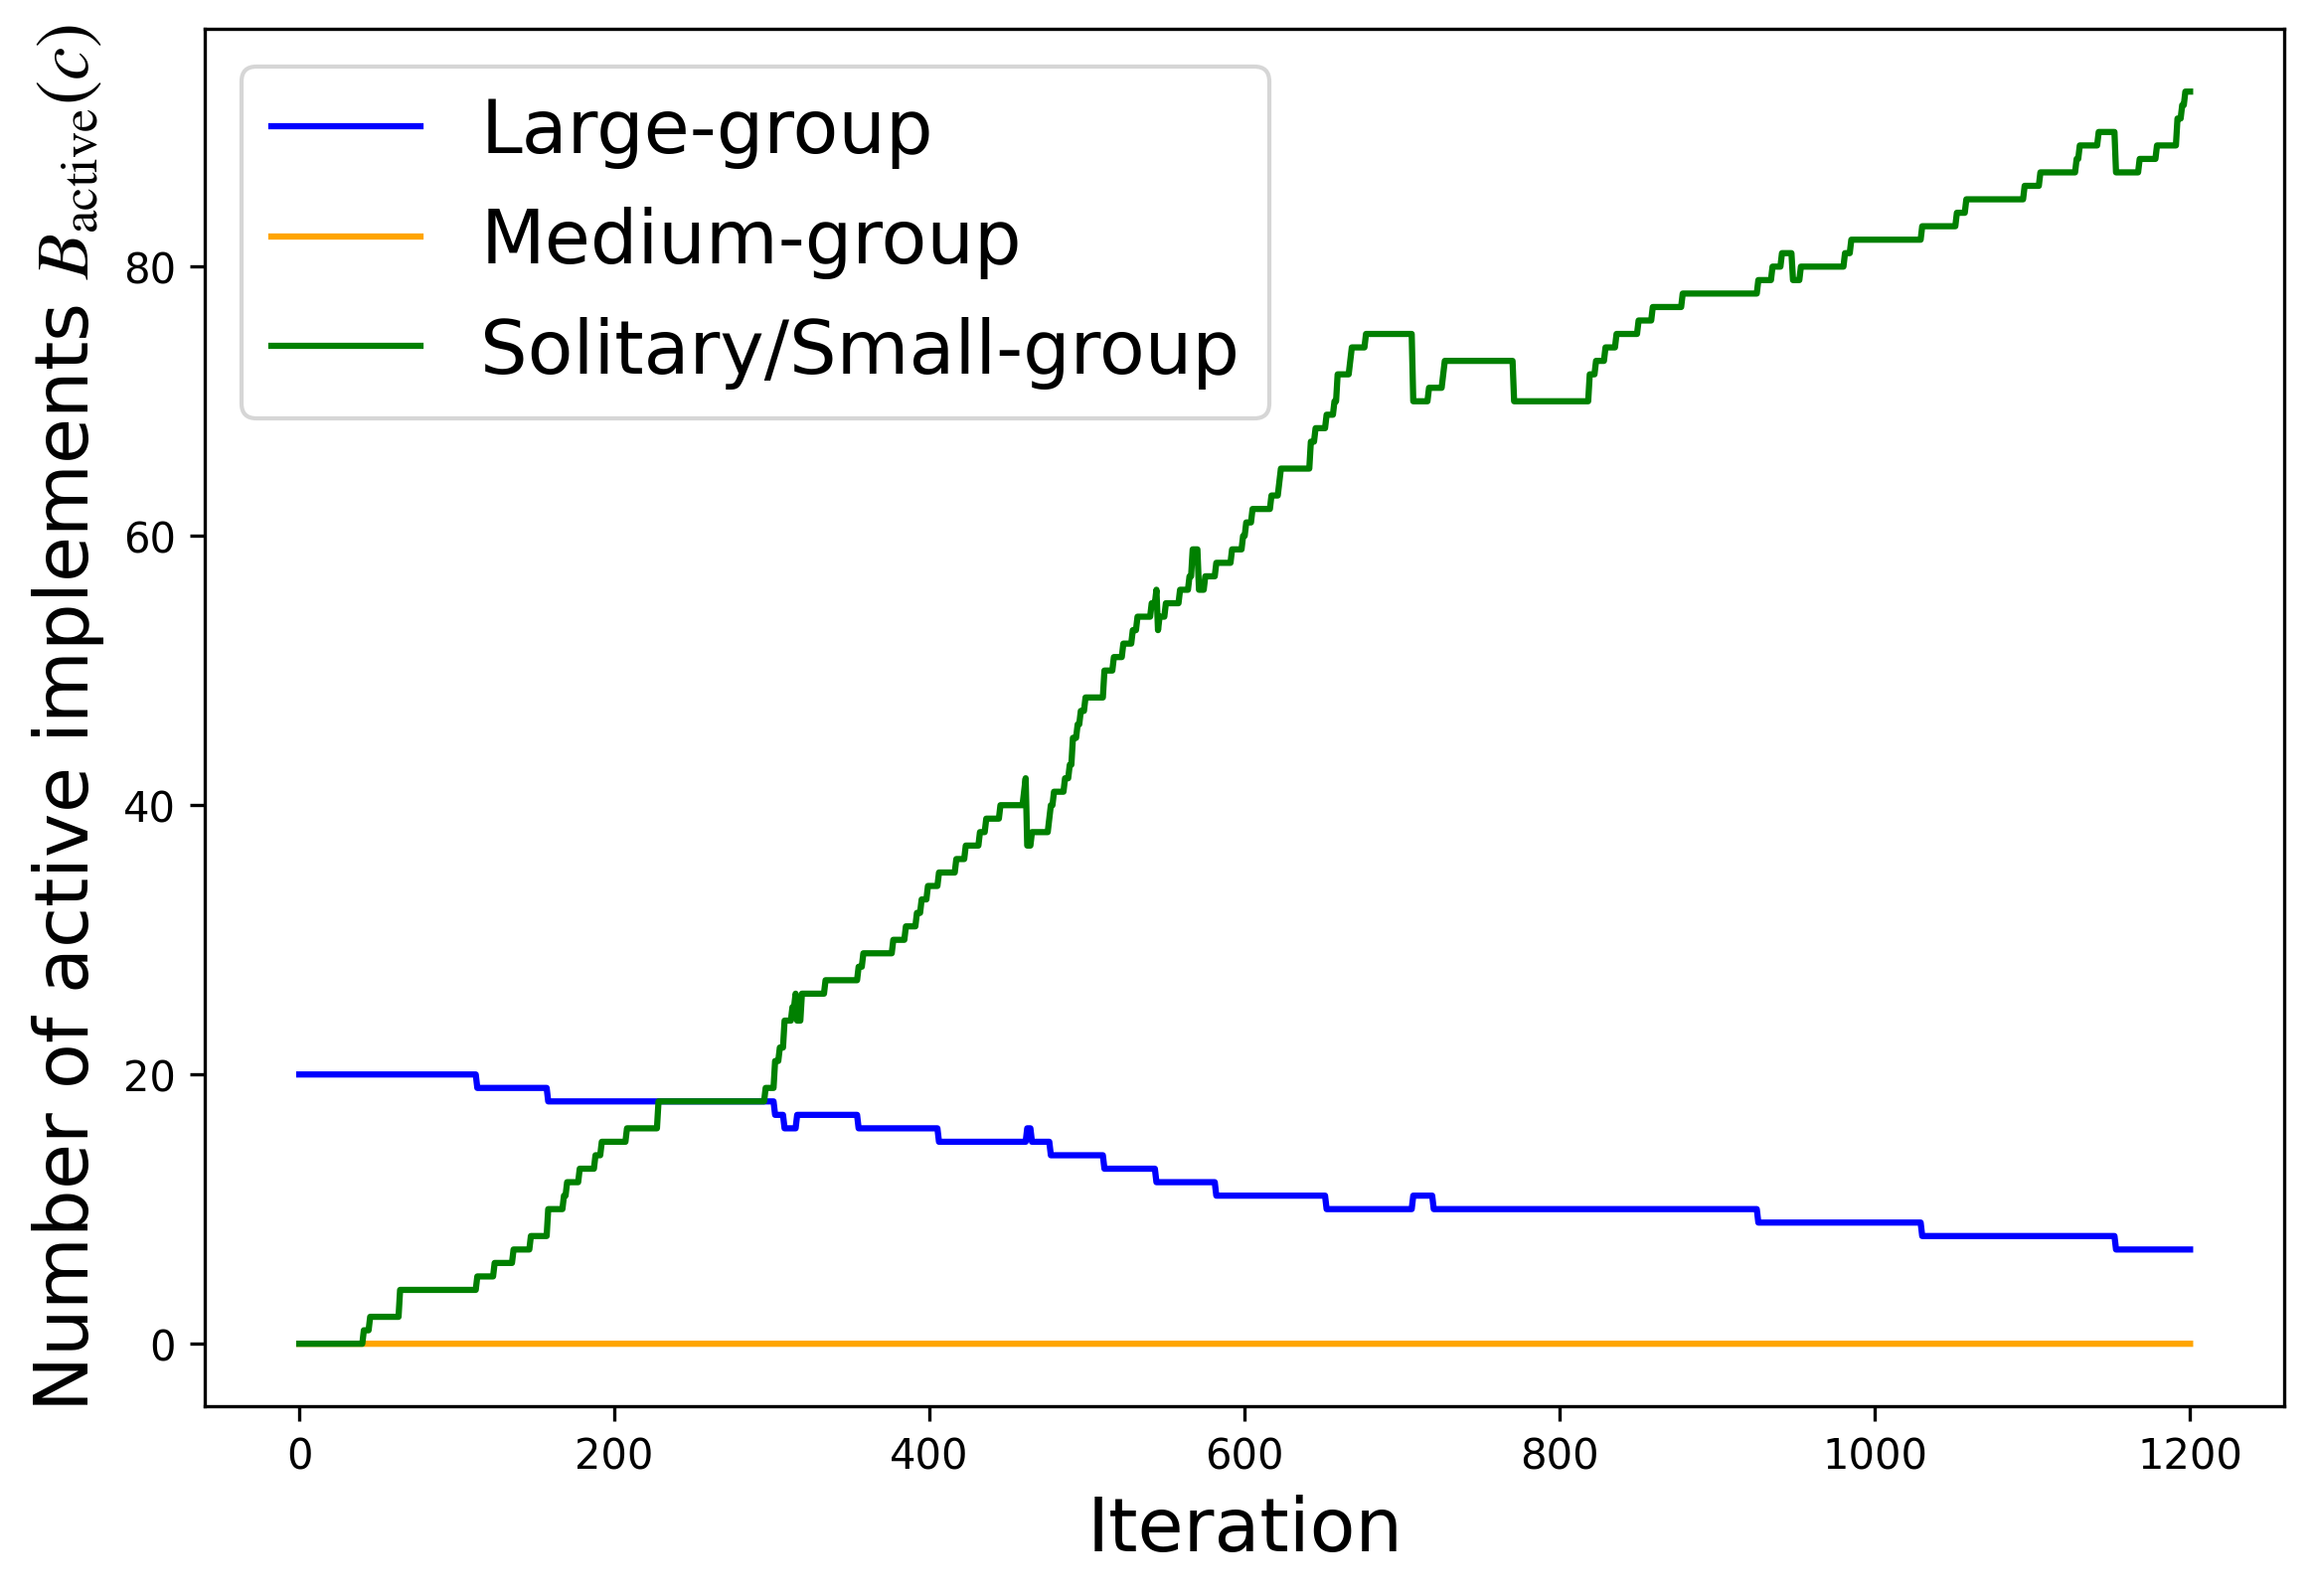 Number of active implements B_active(c)
Large-group
Medium-group
Solitary/Small-group
80
60
40
20
0
0 200 400 600 800 1000 1200
Iteration